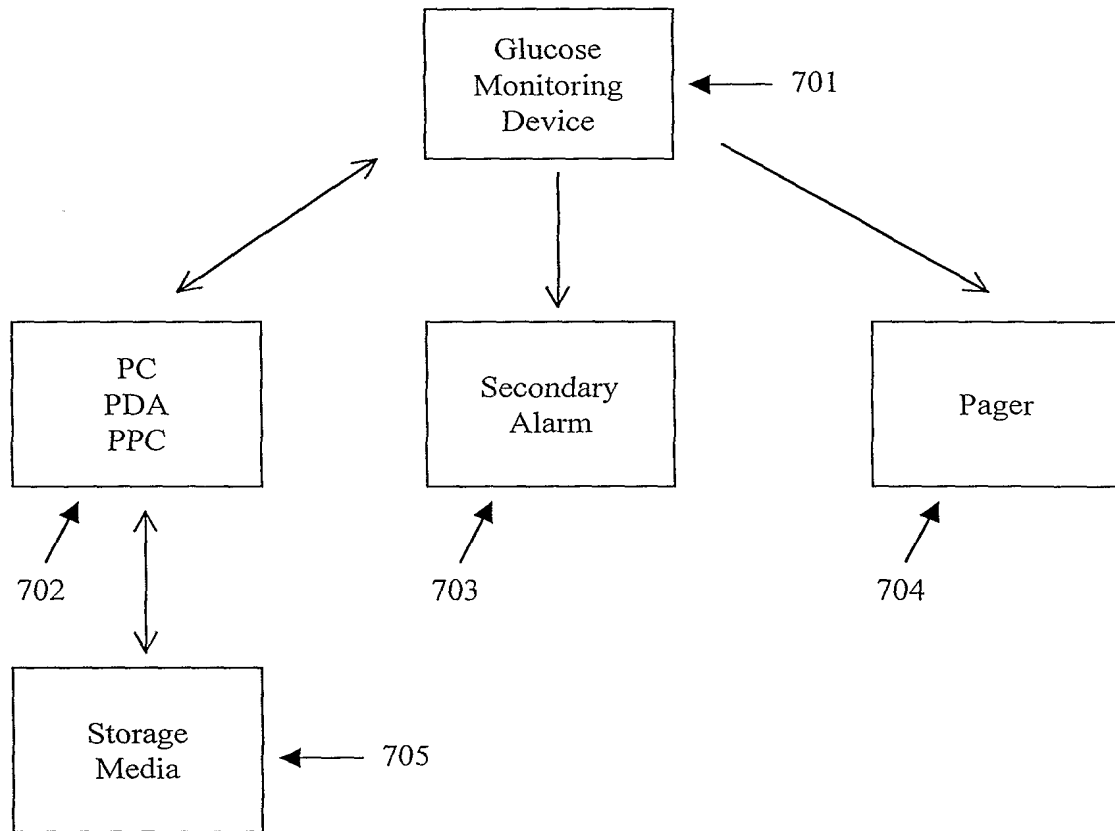 Glucose
Monitoring
Device
701
PC
PDA
PPC
Secondary
Alarm
Pager
702
703
704
Storage
Media
705